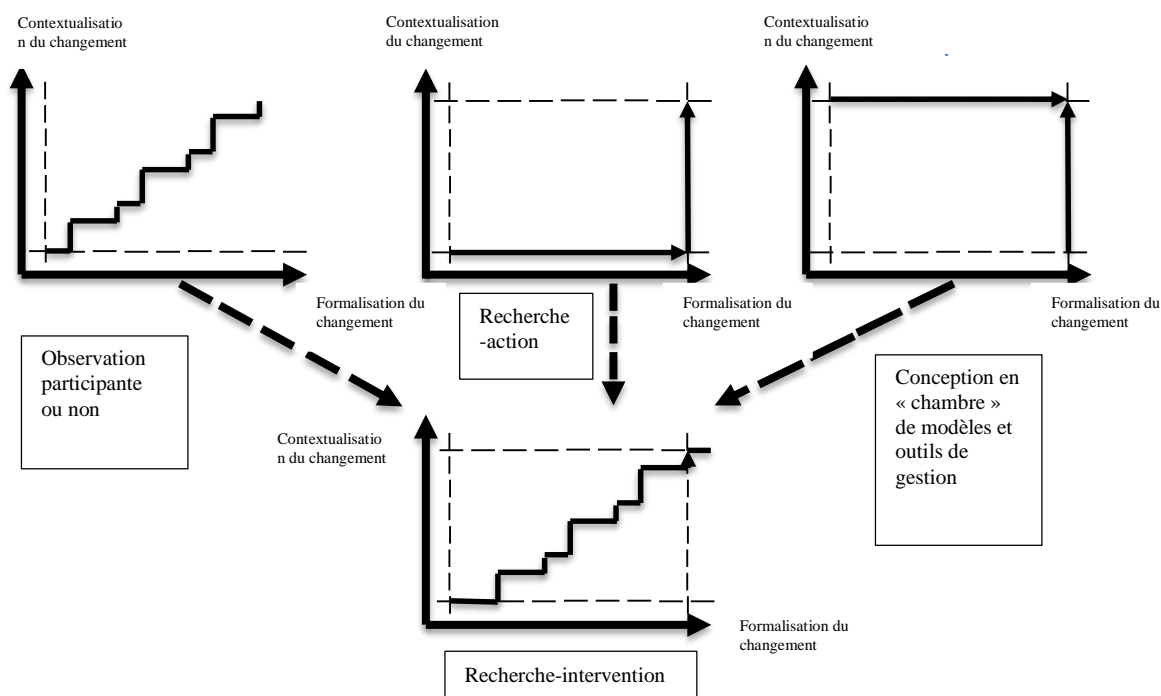 Contextualisatio
n du changement
Contextualisation
du changement
Contextualisatio
n du changement
Formalisation du
changement
Formalisation du
changement
Formalisation du
changement
Observation
participante
ou non
Recherche
-action
Conception en
« chambre »
de modèles et
outils de
gestion
Contextualisatio
n du changement
Formalisation du
changement
Recherche-intervention